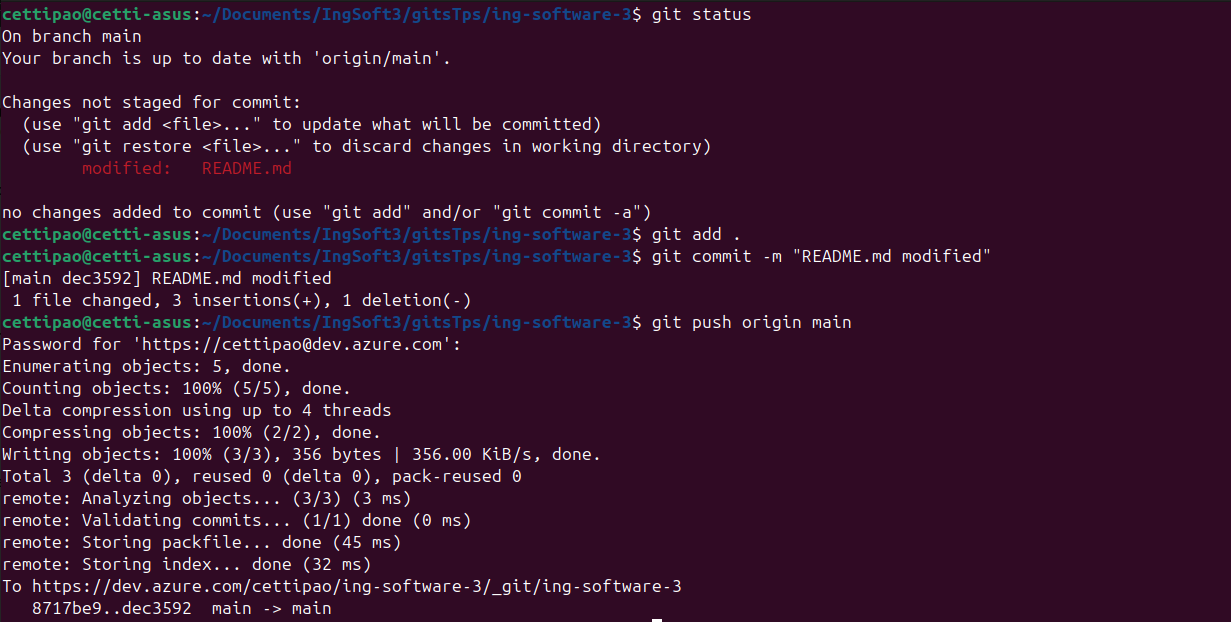 cettipao@cetti-asus:~/Documents/IngSoft3/gitsTps/ing-software-3$ git status
On branch main
Your branch is up to date with 'origin/main'.

Changes not staged for commit:
  (use "git add <file>..." to update what will be committed)
  (use "git restore <file>..." to discard changes in working directory)
        modified:   README.md

no changes added to commit (use "git add" and/or "git commit -a")
cettipao@cetti-asus:~/Documents/IngSoft3/gitsTps/ing-software-3$ git add .
cettipao@cetti-asus:~/Documents/IngSoft3/gitsTps/ing-software-3$ git commit -m "README.md modified"
[main dec3592] README.md modified
 1 file changed, 3 insertions(+), 1 deletion(-)
cettipao@cetti-asus:~/Documents/IngSoft3/gitsTps/ing-software-3$ git push origin main
Password for 'https://cettipao@dev.azure.com':
Enumerating objects: 5, done.
Counting objects: 100% (5/5), done.
Delta compression using up to 4 threads
Compressing objects: 100% (2/2), done.
Writing objects: 100% (3/3), 356 bytes | 356.00 KiB/s, done.
Total 3 (delta 0), reused 0 (delta 0), pack-reused 0
remote: Analyzing objects... (3/3) (3 ms)
remote: Validating commits... (1/1) done (0 ms)
remote: Storing packfile... done (45 ms)
remote: Storing index... done (32 ms)
To https://dev.azure.com/cettipao/ing-software-3/_git/ing-software-3
   8717be9..dec3592  main -> main